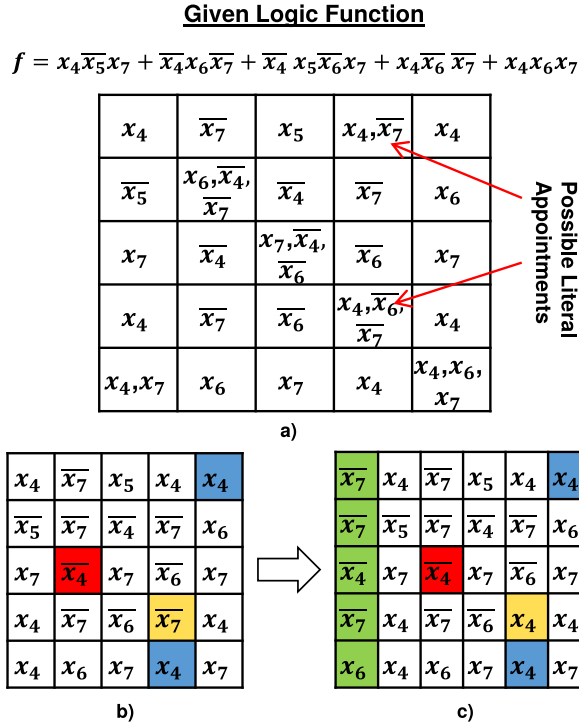 Given Logic Function
f = x₄x̅₅x₇ + x̅₄x₆x̅₇ + x̅₄ x₅x̅₆x₇ + x₄x̅₆ x̅₇ + x₄x₆x₇
x₄ x̅₇ x₅ x₄,x̅₇ x₄
x̅₅ x₆,x̅₄, x̅₄ x̅₇ x₆
x̅₇
x₇ x̅₄ x₇,x̅₄, x̅₆ x₇
x̅₆
x₄ x̅₇ x̅₆ x₄,x̅₆, x₄
x̅₇
x₄,x₇ x₆ x₇ x₄ x₄,x₆,
x₇
Possible Literal
Appointments
a)
x₄ x̅₇ x₅ x₄ x₄
x̅₅ x̅₇ x̅₄ x̅₇ x₆
x₇ x̅₄ x₇ x̅₆ x₇
x₄ x̅₇ x̅₆ x̅₇ x₄
x₄ x₆ x₇ x₄ x₇
b)
x̅₇ x₄ x̅₇ x₅ x₄ x₄
x̅₇ x̅₅ x̅₇ x̅₄ x̅₇ x₆
x̅₄ x₇ x̅₄ x₇ x̅₆ x₇
x̅₇ x₄ x̅₇ x̅₆ x₄ x₄
x₆ x₄ x₆ x₇ x₄ x₇
c)